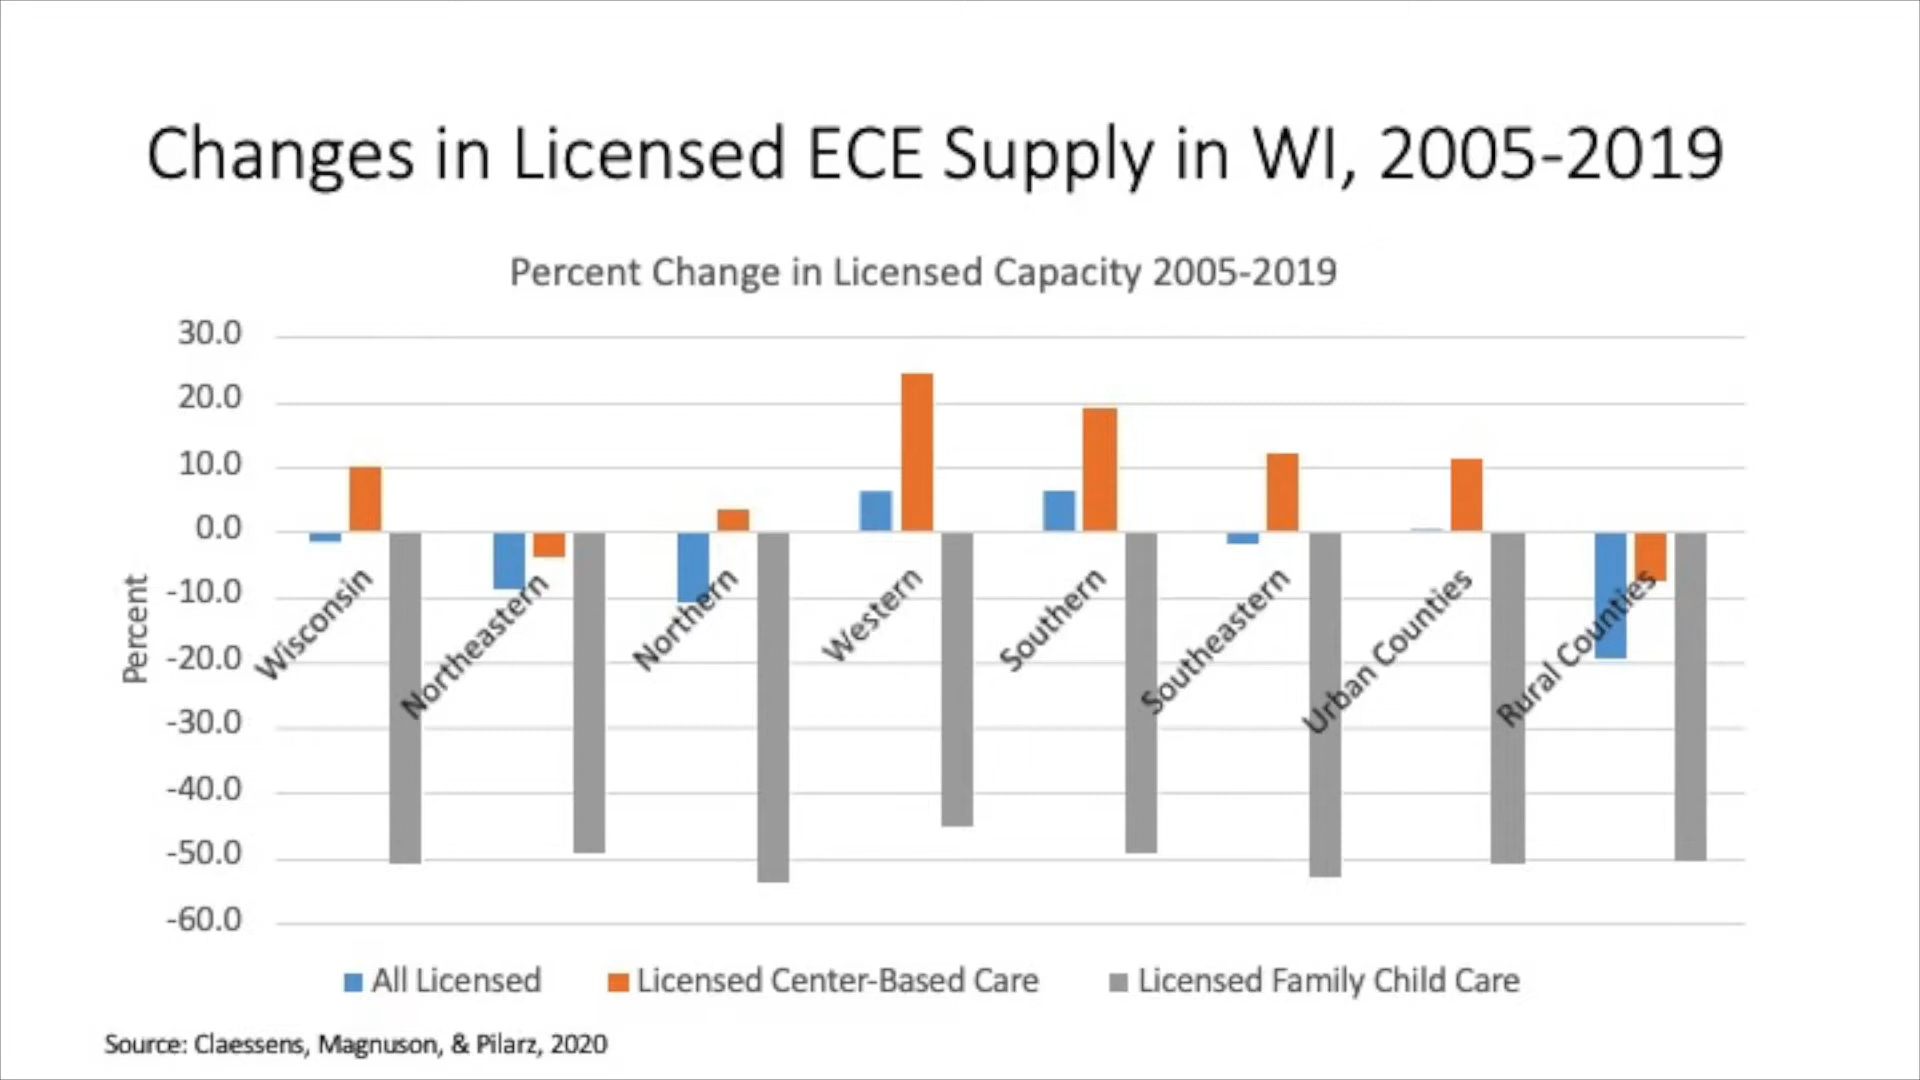 Changes in Licensed ECE Supply in WI, 2005-2019
Percent Change in Licensed Capacity 2005-2019
30.0
20.0
10.0
0.0
-10.0
-20.0
-30.0
-40.0
-50.0
-60.0
Percent
Wisconsin
Northeastern
Northern
Western
Southern
Southeastern
Urban Counties
Rural Counties
All Licensed
Licensed Center-Based Care
Licensed Family Child Care
Source: Claessens, Magnuson, & Pilarz, 2020